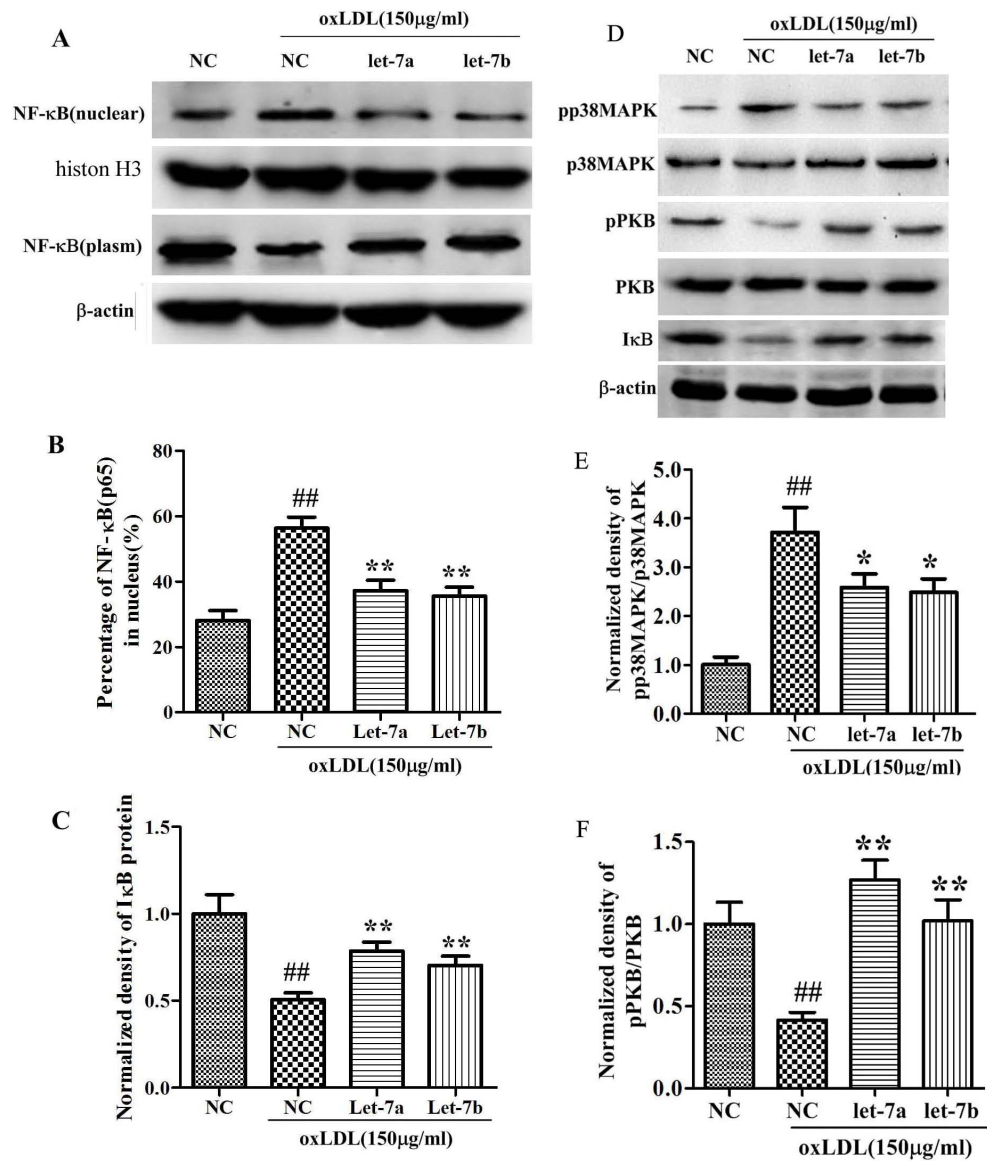 A
oxLDL(150μg/ml)
NC NC let-7a let-7b
NF-κB(nuclear)
histon H3
NF-κB(plasm)
β-actin
D
oxLDL(150μg/ml)
NC NC let-7a let-7b
pp38MAPK
p38MAPK
pPKB
PKB
IκB
β-actin
B
Percentage of NF-κB(p65)
in nucleus(%)
80
60
40
20
0
##
**
**
NC NC Let-7a Let-7b
oxLDL(150μg/ml)
E
Normalized density of
pp38MAPK/p38MAPK
5.0
4.0
3.0
2.0
1.0
0.0
##
*
*
NC NC let-7a let-7b
oxLDL(150μg/ml)
C
Normalized density of IκB protein
1.5
1.0
0.5
0.0
##
**
**
NC NC Let-7a Let-7b
oxLDL(150μg/ml)
F
Normalized density of
pPKB/PKB
1.5
1.0
0.5
0.0
##
**
**
NC NC let-7a let-7b
oxLDL(150μg/ml)